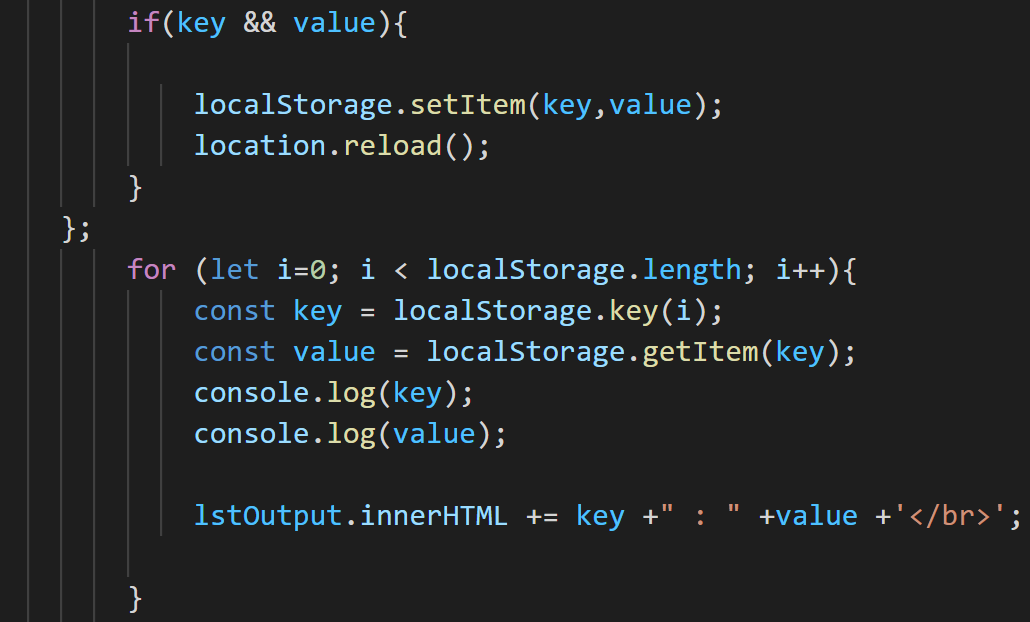 if(key && value){
localStorage.setItem(key,value);
location.reload();
}
};
for (let i=0; i < localStorage.length; i++){
const key = localStorage.key(i);
const value = localStorage.getItem(key);
console.log(key);
console.log(value);
lstOutput.innerHTML += key +" : " +value +'</br>';
}